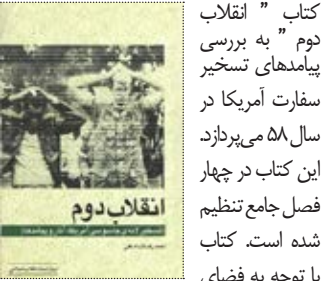 کتاب ” انقلاب
دوم ” به بررسی
پیامدهای تسخیر
سفارت آمریکا در
سال ۵۸ می‌پردازد.
این کتاب در چهار
فصل جامع تنظیم
شده است. کتاب
با توجه به فضای
انقلاب دوم